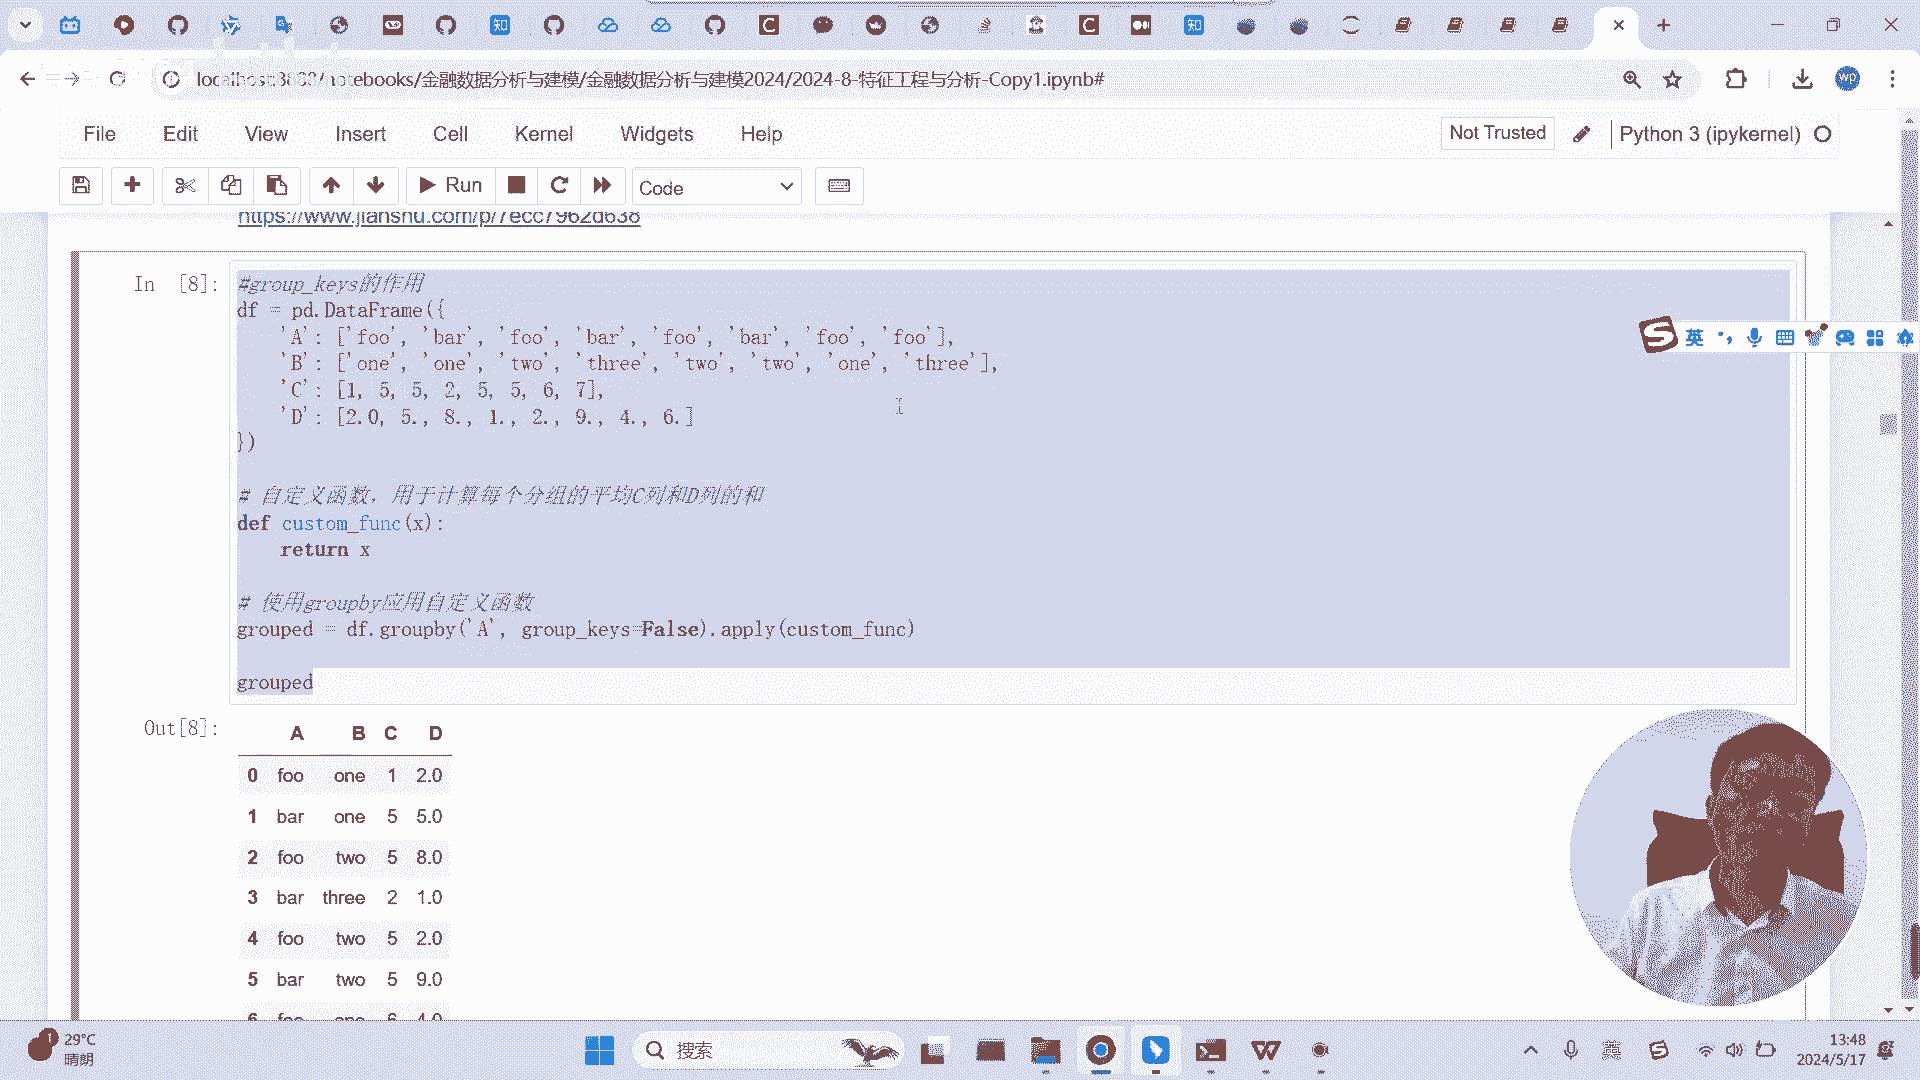 localhost:8888/notebooks/金融数据分析与建模/金融数据分析与建模2024/2024-8-特征工程与分析-Copy1.ipynb#
wp
File Edit View Insert Cell Kernel Widgets Help
Not Trusted
Python 3 (ipykernel)
Run
Code
https://www.jianshu.com/p/7ecc7962d638
In [8]:
#group_keys的作用
df = pd.DataFrame({
'A': ['foo', 'bar', 'foo', 'bar', 'foo', 'bar', 'foo', 'foo'],
'B': ['one', 'one', 'two', 'three', 'two', 'two', 'one', 'three'],
'C': [1, 5, 5, 2, 5, 5, 6, 7],
'D': [2.0, 5., 8., 1., 2., 9., 4., 6.]
})
# 自定义函数，用于计算每个分组的平均C列和D列的和
def custom_func(x):
return x
# 使用groupby应用自定义函数
grouped = df.groupby('A', group_keys=False).apply(custom_func)
grouped
Out[8]:
A B C D
0 foo one 1 2.0
1 bar one 5 5.0
2 foo two 5 8.0
3 bar three 2 1.0
4 foo two 5 2.0
5 bar two 5 9.0
6 foo one 6 4.0
英
29°C
晴朗
搜索
英
13:48
2024/5/17